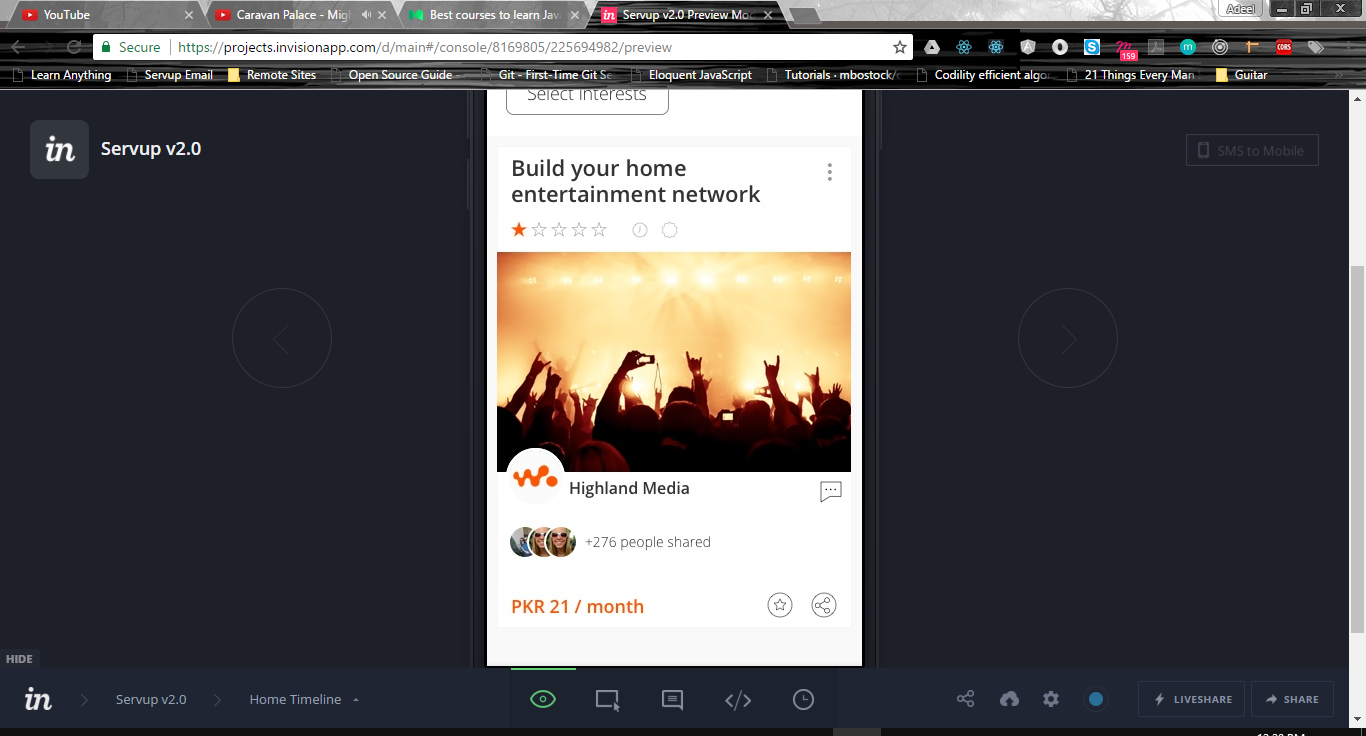 YouTube
Caravan Palace - Mig
Best courses to learn Jav
Servup v2.0 Preview Mo
Adeel
Secure
https://projects.invisionapp.com/d/main#/console/8169805/225694982/preview
159
CORS
Learn Anything
Servup Email
Remote Sites
Open Source Guide
Git - First-Time Git Se
Eloquent JavaScript
Tutorials · mbostock/
Codility efficient algo
21 Things Every Man
Guitar
in
Servup v2.0
SMS to Mobile
Select interests
Build your home
entertainment network
Highland Media
+276 people shared
PKR 21 / month
HIDE
in
Servup v2.0
Home Timeline
LIVESHARE
SHARE